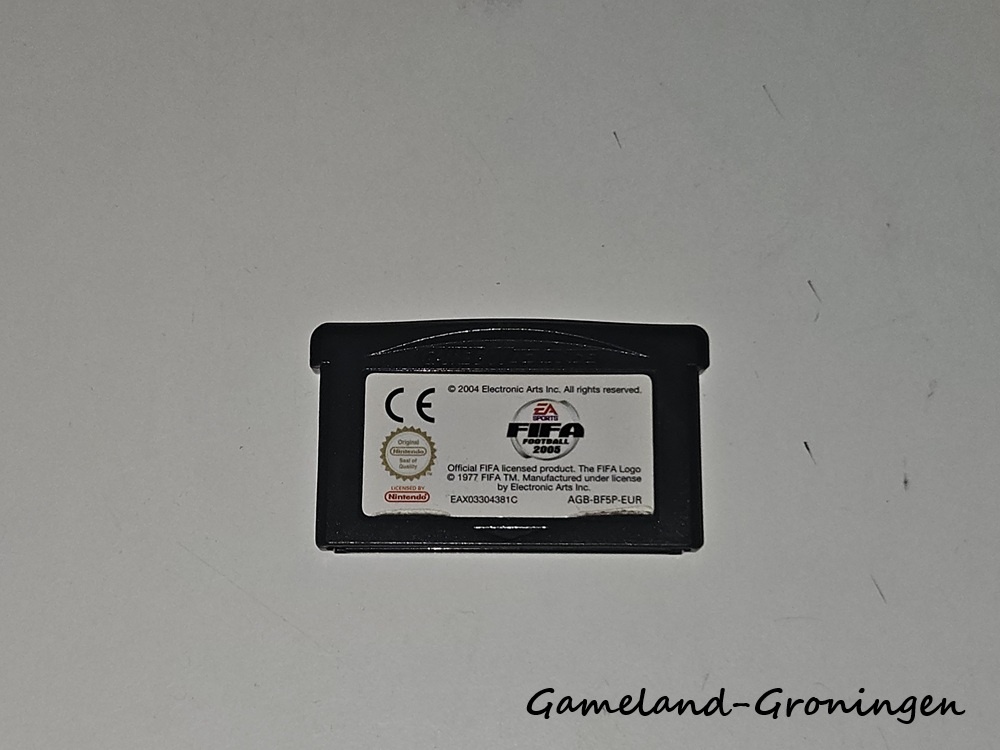 © 2004 Electronic Arts Inc. All rights reserved.
CE
EA
SPORTS
FIFA
FOOTBALL
2005
Original
Nintendo
Seal of
Quality
Official FIFA licensed product. The FIFA Logo
© 1977 FIFA TM. Manufactured under license
by Electronic Arts Inc.
LICENSED BY
Nintendo
EAX03304381C
AGB-BF5P-EUR
Gameland-Groningen